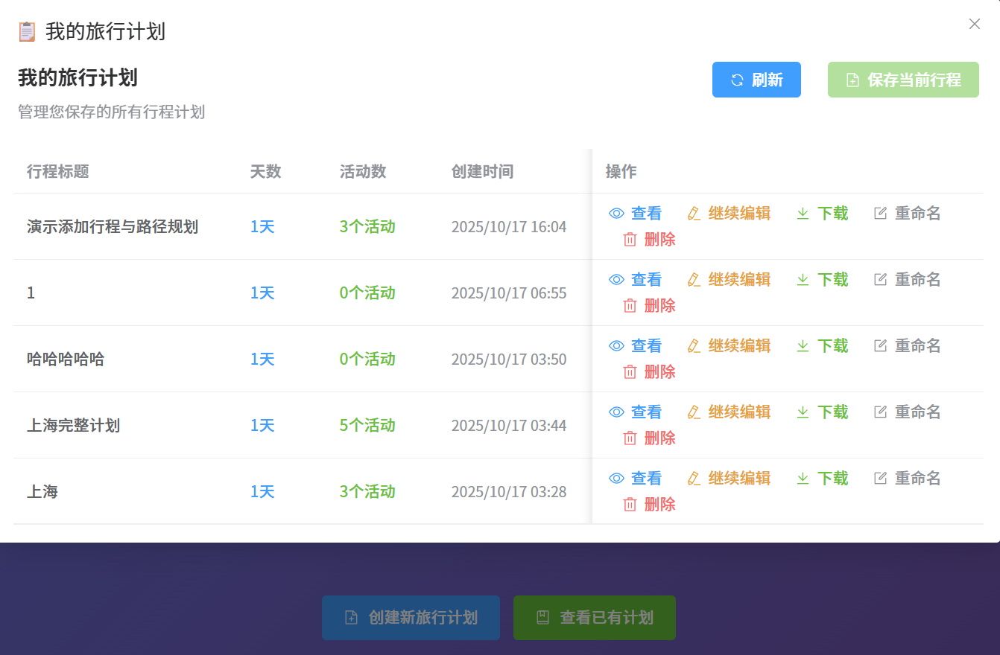 我的旅行计划
我的旅行计划
刷新
保存当前行程
管理您保存的所有行程计划
行程标题 天数 活动数 创建时间 操作
演示添加行程与路径规划 1天 3个活动 2025/10/17 16:04 查看 继续编辑 下载 重命名
删除
1 1天 0个活动 2025/10/17 06:55 查看 继续编辑 下载 重命名
删除
哈哈哈哈哈 1天 0个活动 2025/10/17 03:50 查看 继续编辑 下载 重命名
删除
上海完整计划 1天 5个活动 2025/10/17 03:44 查看 继续编辑 下载 重命名
删除
上海 1天 3个活动 2025/10/17 03:28 查看 继续编辑 下载 重命名
删除
创建新旅行计划 查看已有计划